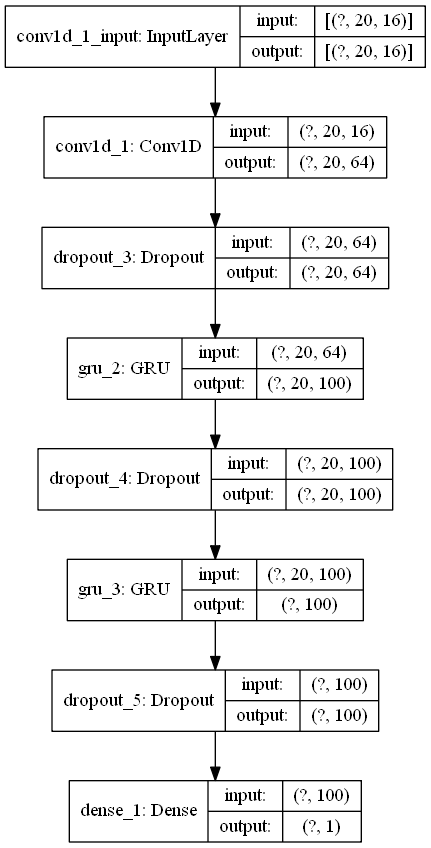 conv1d_1_input: InputLayer
input:
[(?, 20, 16)]
output:
[(?, 20, 16)]
conv1d_1: Conv1D
input:
(?, 20, 16)
output:
(?, 20, 64)
dropout_3: Dropout
input:
(?, 20, 64)
output:
(?, 20, 64)
gru_2: GRU
input:
(?, 20, 64)
output:
(?, 20, 100)
dropout_4: Dropout
input:
(?, 20, 100)
output:
(?, 20, 100)
gru_3: GRU
input:
(?, 20, 100)
output:
(?, 100)
dropout_5: Dropout
input:
(?, 100)
output:
(?, 100)
dense_1: Dense
input:
(?, 100)
output:
(?, 1)